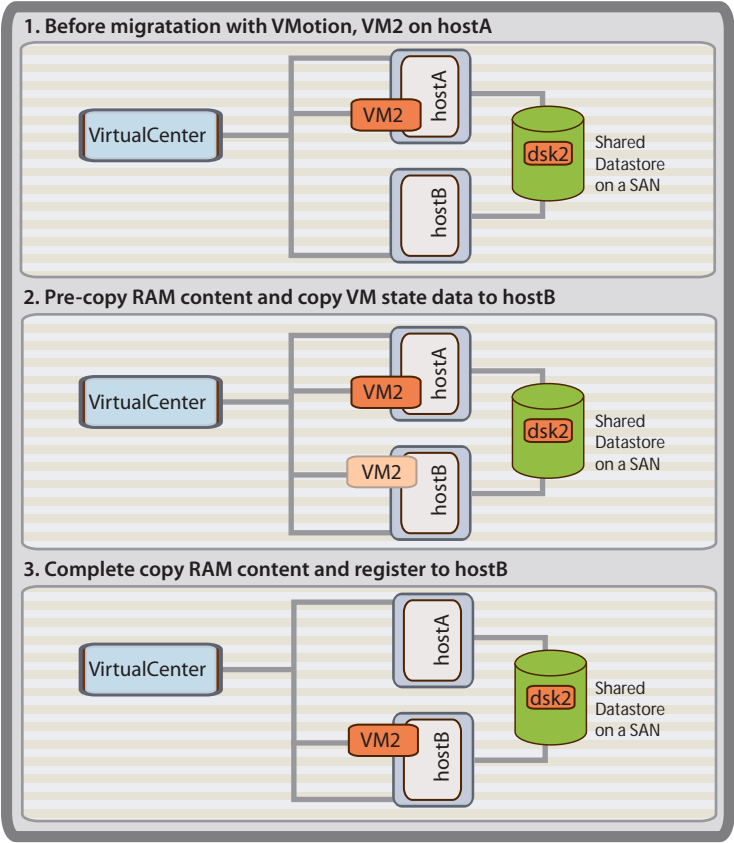 1. Before migratation with VMotion, VM2 on hostA
VirtualCenter
VM2
hostA
hostB
dsk2
Shared
Datastore
on a SAN
2. Pre-copy RAM content and copy VM state data to hostB
VirtualCenter
VM2
hostA
VM2
hostB
dsk2
Shared
Datastore
on a SAN
3. Complete copy RAM content and register to hostB
VirtualCenter
hostA
VM2
hostB
dsk2
Shared
Datastore
on a SAN